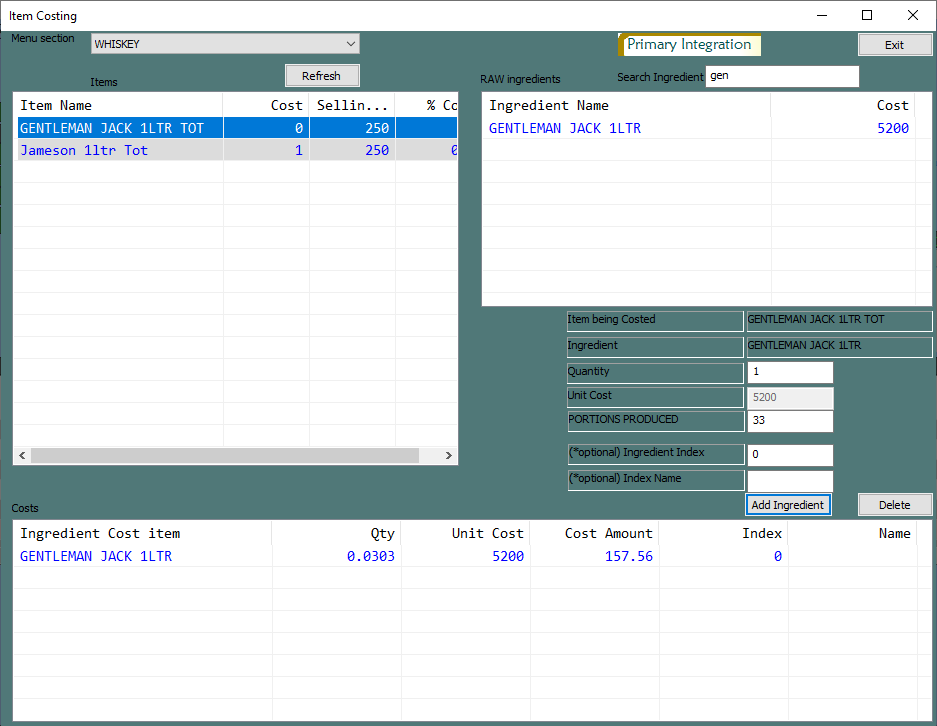 Item Costing
Menu section
WHISKEY
Primary Integration
Exit
Items
Refresh
RAW ingredients
Search Ingredient
gen
Item Name Cost Sellin... % Co
GENTLEMAN JACK 1LTR TOT 0 250
Jameson 1ltr Tot 1 250 0
Ingredient Name Cost
GENTLEMAN JACK 1LTR 5200
Item being Costed GENTLEMAN JACK 1LTR TOT
Ingredient GENTLEMAN JACK 1LTR
Quantity 1
Unit Cost 5200
PORTIONS PRODUCED 33
(*optional) Ingredient Index 0
(*optional) Index Name
Add Ingredient
Delete
Costs
Ingredient Cost item Qty Unit Cost Cost Amount Index Name
GENTLEMAN JACK 1LTR 0.0303 5200 157.56 0